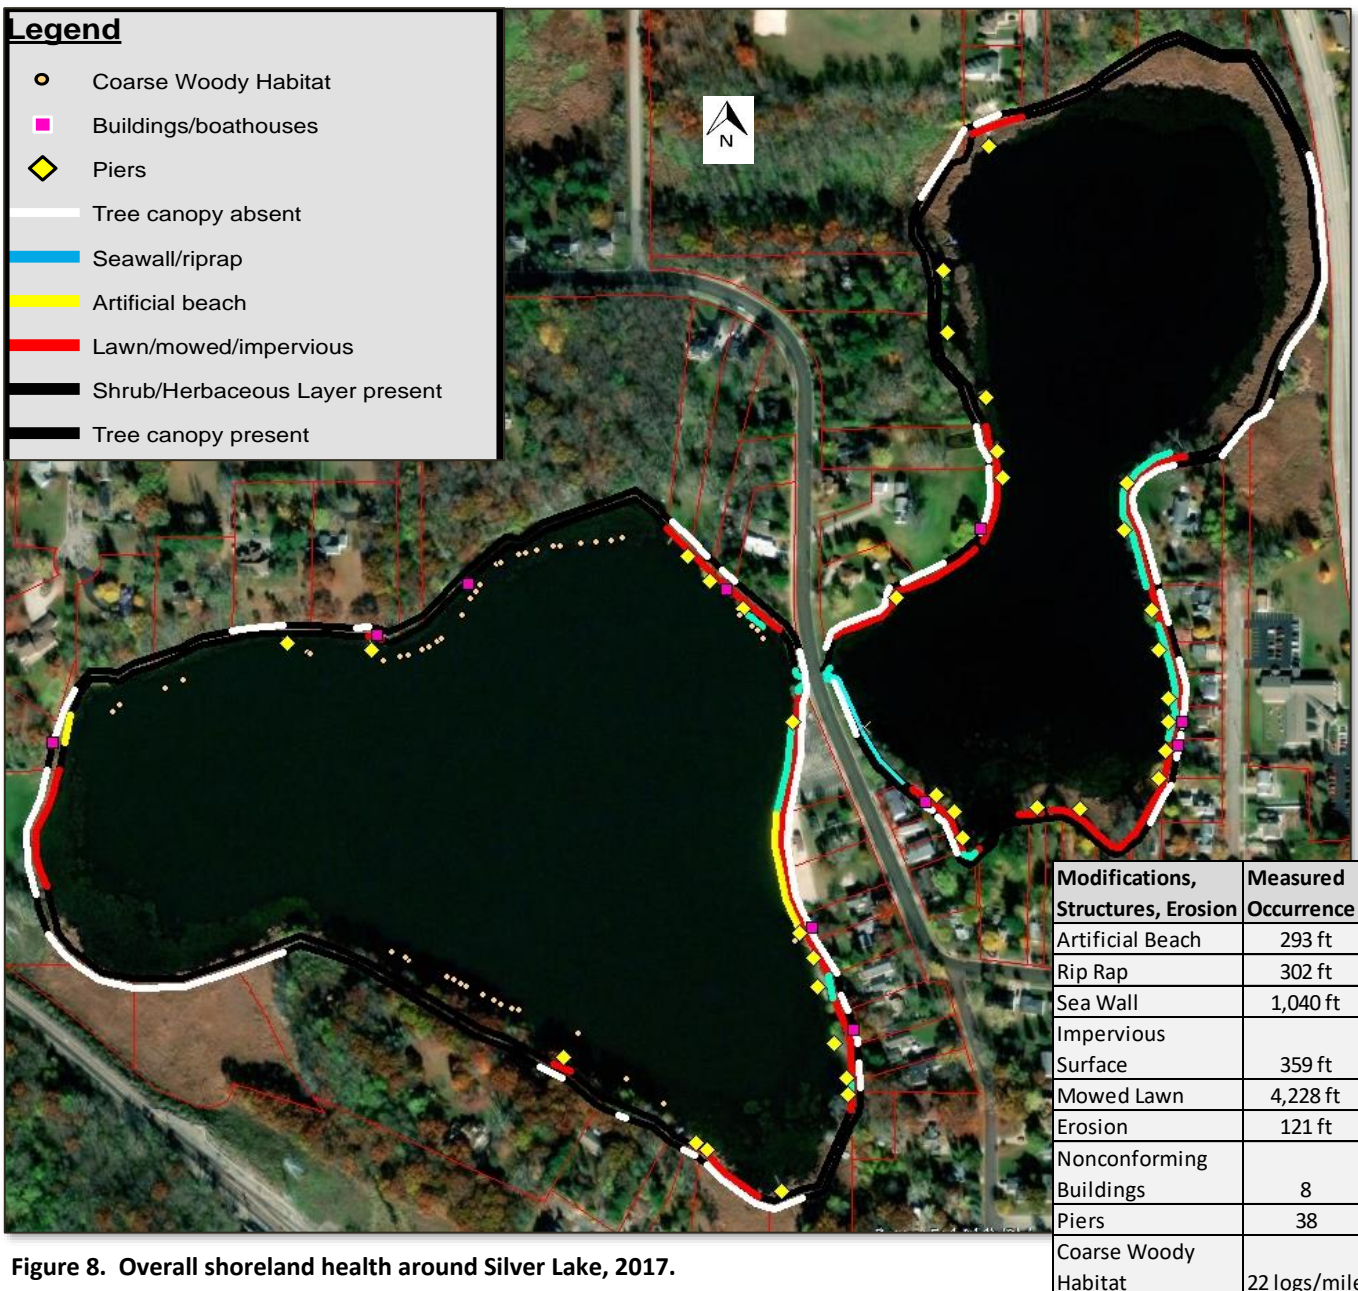 Legend
Coarse Woody Habitat
Buildings/boathouses
Piers
Tree canopy absent
Seawall/riprap
Artificial beach
Lawn/mowed/impervious
Shrub/Herbaceous Layer present
Tree canopy present
N
Modifications, Measured
Structures, Erosion Occurrence
Artificial Beach 293 ft
Rip Rap 302 ft
Sea Wall 1,040 ft
Impervious
Surface 359 ft
Mowed Lawn 4,228 ft
Erosion 121 ft
Nonconforming
Buildings 8
Piers 38
Coarse Woody
Habitat 22 logs/mile
Figure 8. Overall shoreland health around Silver Lake, 2017.